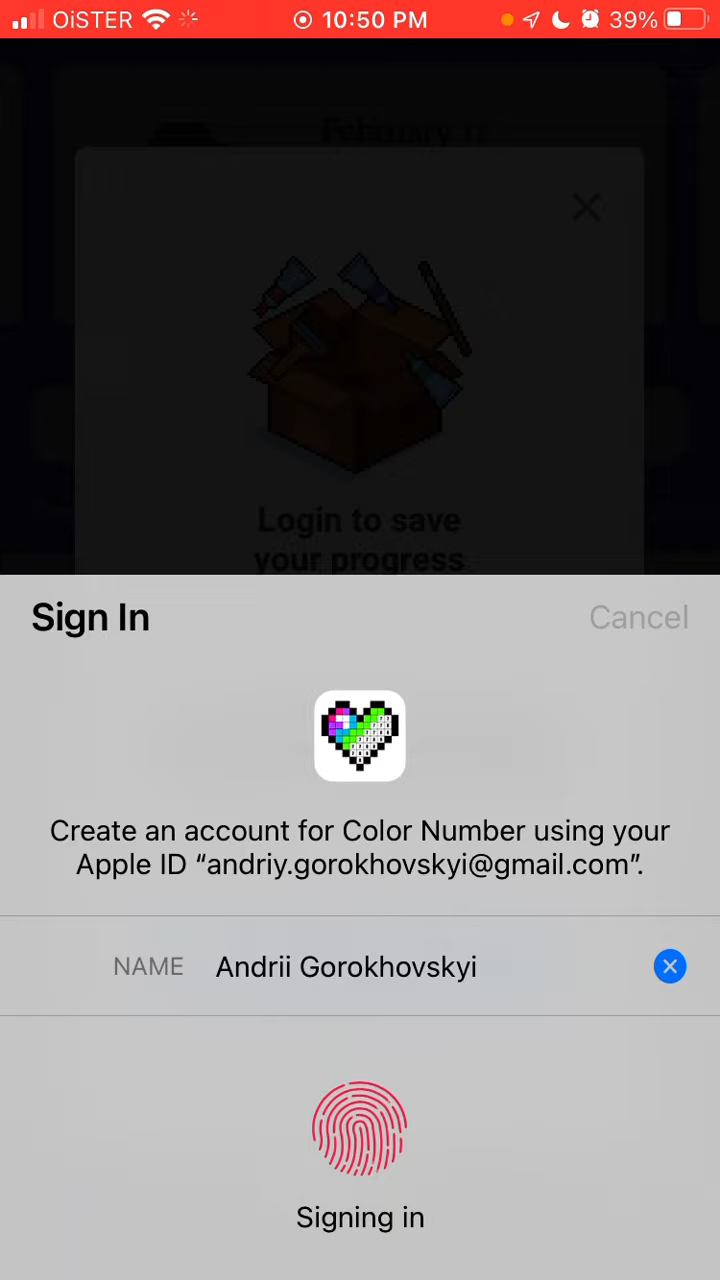 OiSTER 10:50 PM 39%
February 11
Login to save
your progress
Sign In
Cancel
Create an account for Color Number using your
Apple ID “andriy.gorokhovskyi@gmail.com”.
NAME Andrii Gorokhovskyi
Signing in